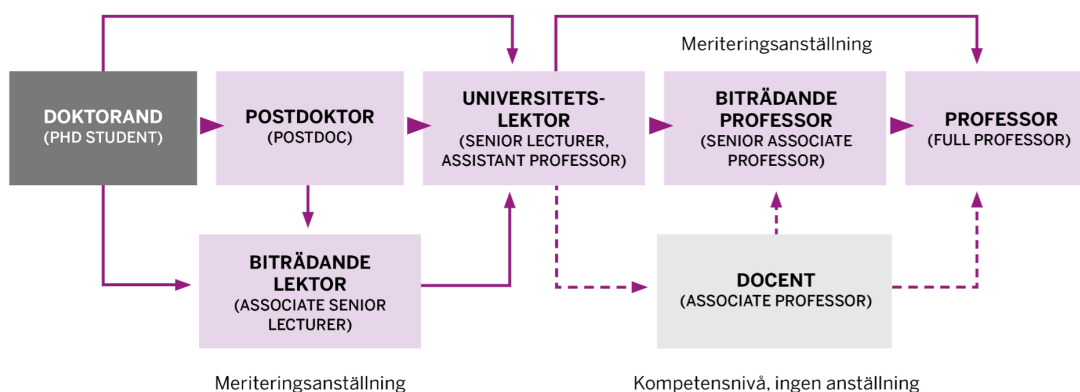 Meriteringsanställning
DOKTORAND
(PHD STUDENT)
POSTDOKTOR
(POSTDOC)
UNIVERSITETS-
LEKTOR
(SENIOR LECTURER,
ASSISTANT PROFESSOR)
BITRÄDANDE
PROFESSOR
(SENIOR ASSOCIATE
PROFESSOR)
PROFESSOR
(FULL PROFESSOR)
BITRÄDANDE
LEKTOR
(ASSOCIATE SENIOR
LECTURER)
DOCENT
(ASSOCIATE PROFESSOR)
Meriteringsanställning
Kompetensnivå, ingen anställning